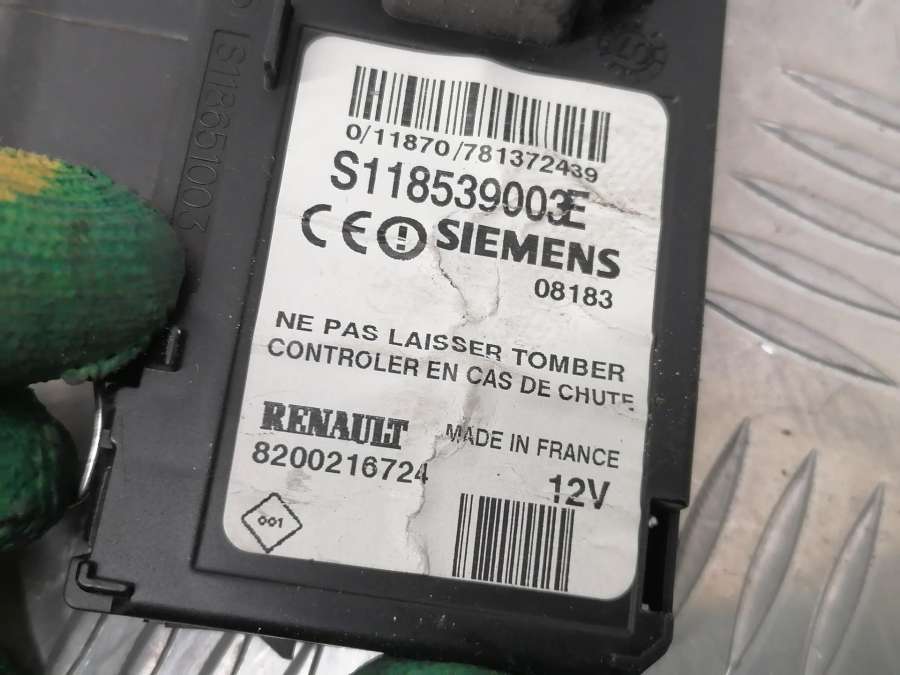 S118651003
0/11870/781372439
S118539003E
CE SIEMENS
08183
NE PAS LAISSER TOMBER
CONTROLER EN CAS DE CHUTE
RENAULT MADE IN FRANCE
8200216724
12V
001